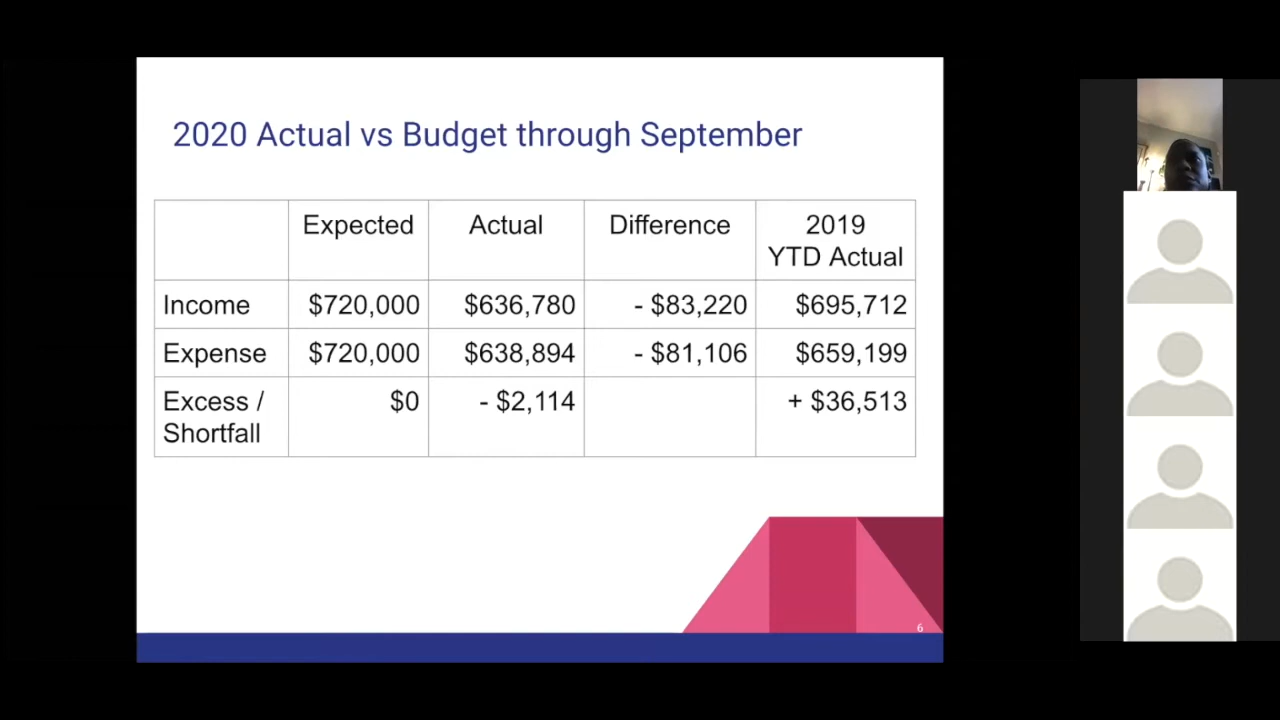 2020 Actual vs Budget through September
Expected Actual Difference 2019
YTD Actual
Income $720,000 $636,780 - $83,220 $695,712
Expense $720,000 $638,894 - $81,106 $659,199
Excess / $0 - $2,114 + $36,513
Shortfall
6